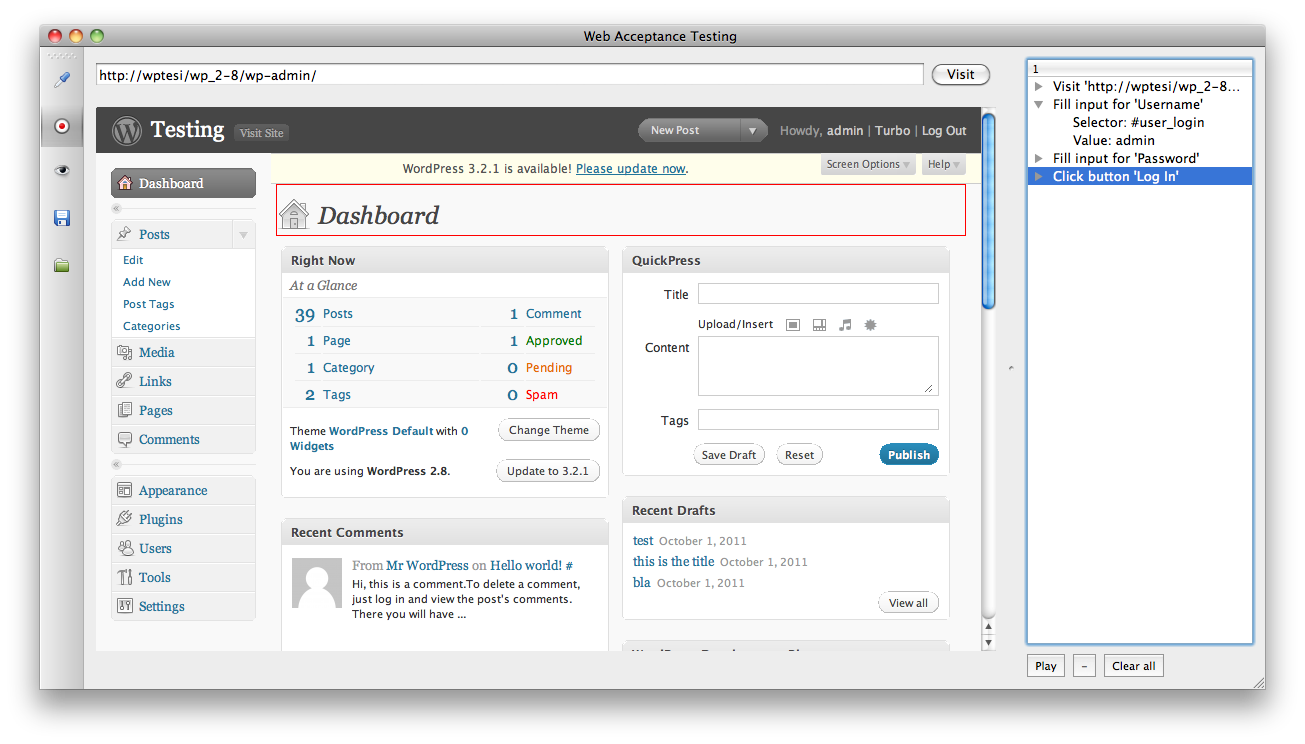 Web Acceptance Testing
http://wptesi/wp_2-8/wp-admin/
Visit
Testing
Visit Site
New Post
Howdy, admin | Turbo | Log Out
WordPress 3.2.1 is available! Please update now.
Screen Options
Help
Dashboard
Posts
Edit
Add New
Post Tags
Categories
Media
Links
Pages
Comments
Appearance
Plugins
Users
Tools
Settings
Dashboard
Right Now
At a Glance
39 Posts
1 Comment
1 Page
1 Approved
1 Category
0 Pending
2 Tags
0 Spam
Theme WordPress Default with 0
Widgets
Change Theme
You are using WordPress 2.8.
Update to 3.2.1
Recent Comments
From Mr WordPress on Hello world! #
Hi, this is a comment.To delete a comment,
just log in and view the post's comments.
There you will have ...
QuickPress
Title
Upload/Insert
Content
Tags
Save Draft
Reset
Publish
Recent Drafts
test October 1, 2011
this is the title October 1, 2011
bla October 1, 2011
View all
1
Visit 'http://wptesi/wp_2-8...
Fill input for 'Username'
Selector: #user_login
Value: admin
Fill input for 'Password'
Click button 'Log In'
Play
-
Clear all